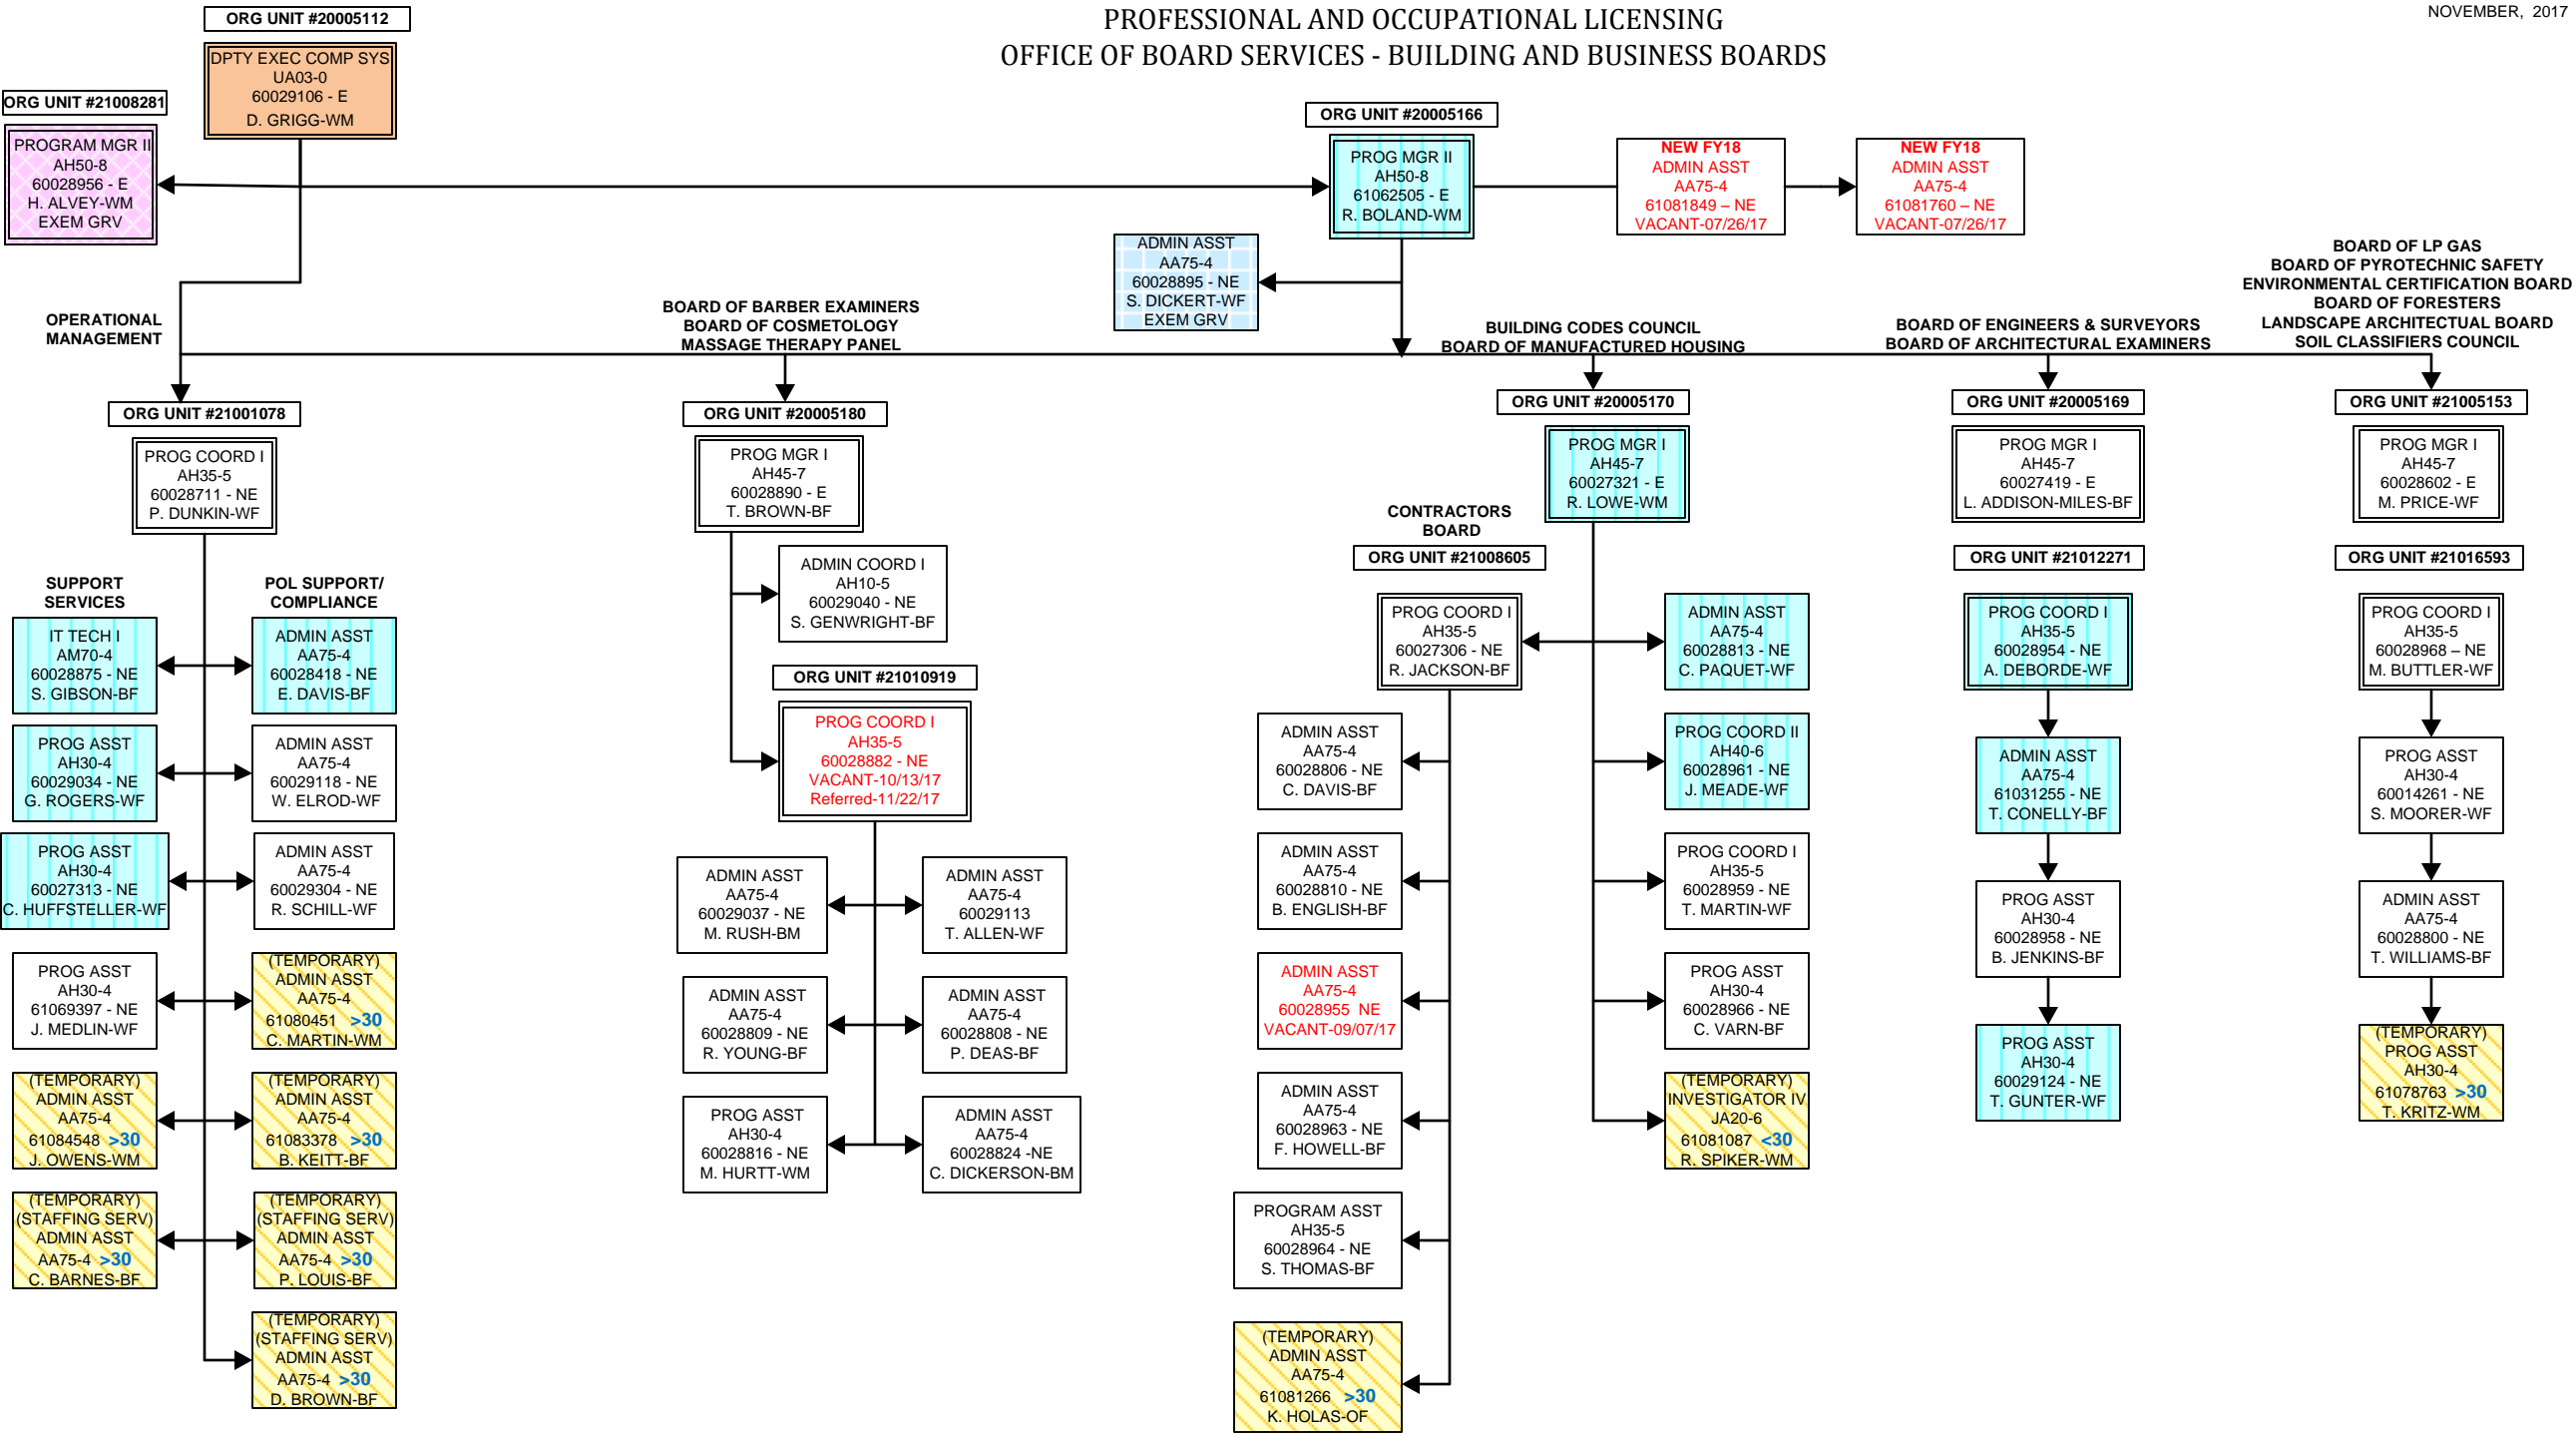 PROFESSIONAL AND OCCUPATIONAL LICENSING
OFFICE OF BOARD SERVICES - BUILDING AND BUSINESS BOARDS
NOVEMBER, 2017
ORG UNIT #20005112
DPTY EXEC COMP SYS
UA03-0
60029106 - E
D. GRIGG-WM
ORG UNIT #21008281
PROGRAM MGR II
AH50-8
60028956 - E
H. ALVEY-WM
EXEM GRV
ORG UNIT #20005166
PROG MGR II
AH50-8
61062505 - E
R. BOLAND-WM
NEW FY18
ADMIN ASST
AA75-4
61081849 – NE
VACANT-07/26/17
NEW FY18
ADMIN ASST
AA75-4
61081760 – NE
VACANT-07/26/17
ADMIN ASST
AA75-4
60028895 - NE
S. DICKERT-WF
EXEM GRV
OPERATIONAL
MANAGEMENT
BOARD OF BARBER EXAMINERS
BOARD OF COSMETOLOGY
MASSAGE THERAPY PANEL
BUILDING CODES COUNCIL
BOARD OF MANUFACTURED HOUSING
BOARD OF ENGINEERS & SURVEYORS
BOARD OF ARCHITECTURAL EXAMINERS
BOARD OF LP GAS
BOARD OF PYROTECHNIC SAFETY
ENVIRONMENTAL CERTIFICATION BOARD
BOARD OF FORESTERS
LANDSCAPE ARCHITECTUAL BOARD
SOIL CLASSIFIERS COUNCIL
ORG UNIT #21001078
PROG COORD I
AH35-5
60028711 - NE
P. DUNKIN-WF
SUPPORT
SERVICES
POL SUPPORT/
COMPLIANCE
IT TECH I
AM70-4
60028875 - NE
S. GIBSON-BF
ADMIN ASST
AA75-4
60028418 - NE
E. DAVIS-BF
PROG ASST
AH30-4
60029034 - NE
G. ROGERS-WF
ADMIN ASST
AA75-4
60029118 - NE
W. ELROD-WF
PROG ASST
AH30-4
60027313 - NE
C. HUFFSTELLER-WF
ADMIN ASST
AA75-4
60029304 - NE
R. SCHILL-WF
PROG ASST
AH30-4
61069397 - NE
J. MEDLIN-WF
(TEMPORARY)
ADMIN ASST
AA75-4
61080451 >30
C. MARTIN-WM
(TEMPORARY)
ADMIN ASST
AA75-4
61084548 >30
J. OWENS-WM
(TEMPORARY)
ADMIN ASST
AA75-4
61083378 >30
B. KEITT-BF
(TEMPORARY)
(STAFFING SERV)
ADMIN ASST
AA75-4 >30
C. BARNES-BF
(TEMPORARY)
(STAFFING SERV)
ADMIN ASST
AA75-4 >30
P. LOUIS-BF
(TEMPORARY)
(STAFFING SERV)
ADMIN ASST
AA75-4 >30
D. BROWN-BF
ORG UNIT #20005180
PROG MGR I
AH45-7
60028890 - E
T. BROWN-BF
ADMIN COORD I
AH10-5
60029040 - NE
S. GENWRIGHT-BF
ORG UNIT #21010919
PROG COORD I
AH35-5
60028882 - NE
VACANT-10/13/17
Referred-11/22/17
ADMIN ASST
AA75-4
60029037 - NE
M. RUSH-BM
ADMIN ASST
AA75-4
60029113
T. ALLEN-WF
ADMIN ASST
AA75-4
60028809 - NE
R. YOUNG-BF
ADMIN ASST
AA75-4
60028808 - NE
P. DEAS-BF
PROG ASST
AH30-4
60028816 - NE
M. HURTT-WM
ADMIN ASST
AA75-4
60028824 -NE
C. DICKERSON-BM
ORG UNIT #20005170
PROG MGR I
AH45-7
60027321 - E
R. LOWE-WM
CONTRACTORS
BOARD
ORG UNIT #21008605
PROG COORD I
AH35-5
60027306 - NE
R. JACKSON-BF
ADMIN ASST
AA75-4
60028806 - NE
C. DAVIS-BF
ADMIN ASST
AA75-4
60028810 - NE
B. ENGLISH-BF
ADMIN ASST
AA75-4
60028955 NE
VACANT-09/07/17
ADMIN ASST
AA75-4
60028963 - NE
F. HOWELL-BF
PROGRAM ASST
AH35-5
60028964 - NE
S. THOMAS-BF
(TEMPORARY)
ADMIN ASST
AA75-4
61081266 >30
K. HOLAS-OF
ADMIN ASST
AA75-4
60028813 - NE
C. PAQUET-WF
PROG COORD II
AH40-6
60028961 - NE
J. MEADE-WF
PROG COORD I
AH35-5
60028959 - NE
T. MARTIN-WF
PROG ASST
AH30-4
60028966 - NE
C. VARN-BF
(TEMPORARY)
INVESTIGATOR IV
JA20-6
61081087 <30
R. SPIKER-WM
ORG UNIT #20005169
PROG MGR I
AH45-7
60027419 - E
L. ADDISON-MILES-BF
ORG UNIT #21012271
PROG COORD I
AH35-5
60028954 - NE
A. DEBORDE-WF
ADMIN ASST
AA75-4
61031255 - NE
T. CONELLY-BF
PROG ASST
AH30-4
60028958 - NE
B. JENKINS-BF
PROG ASST
AH30-4
60029124 - NE
T. GUNTER-WF
ORG UNIT #21005153
PROG MGR I
AH45-7
60028602 - E
M. PRICE-WF
ORG UNIT #21016593
PROG COORD I
AH35-5
60028968 – NE
M. BUTTLER-WF
PROG ASST
AH30-4
60014261 - NE
S. MOORER-WF
ADMIN ASST
AA75-4
60028800 - NE
T. WILLIAMS-BF
(TEMPORARY)
PROG ASST
AH30-4
61078763 >30
T. KRITZ-WM